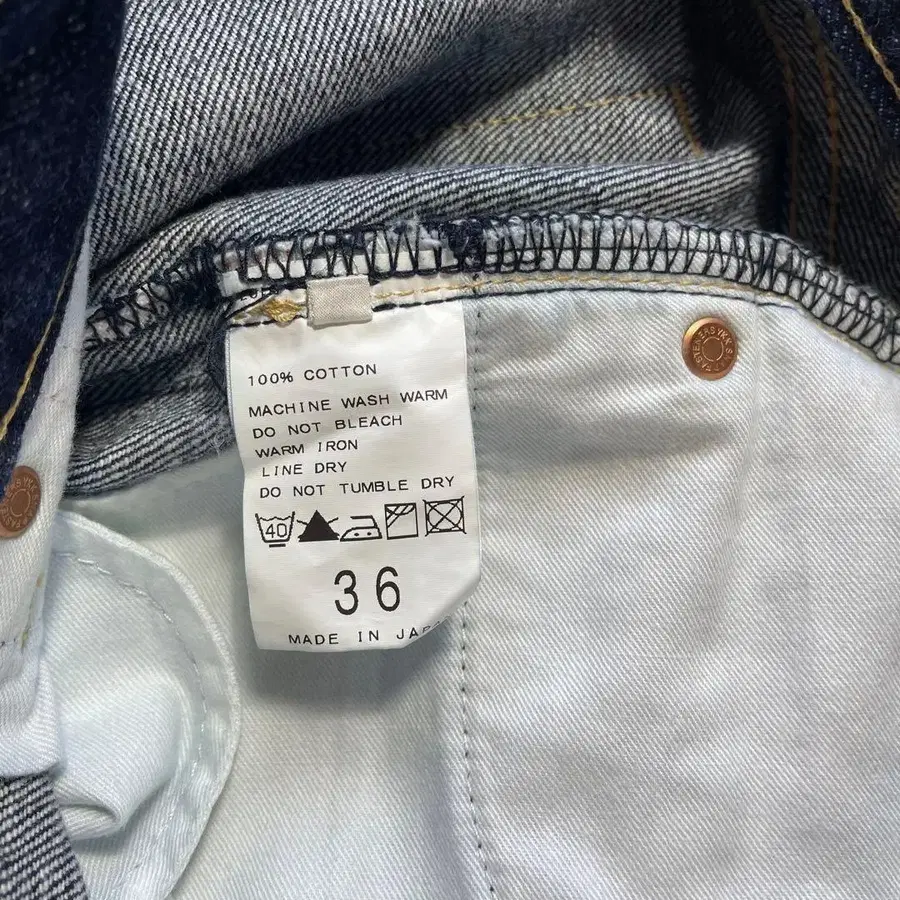 100% COTTON
MACHINE WASH WARM
DO NOT BLEACH
WARM IRON
LINE DRY
DO NOT TUMBLE DRY
40
36
MADE IN
YKK